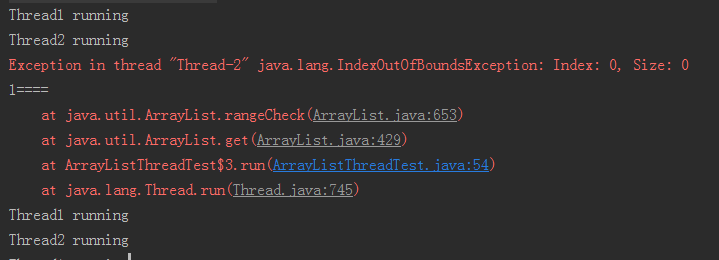 Thread1 running
Thread2 running
Exception in thread "Thread-2" java.lang.IndexOutOfBoundsException: Index: 0, Size: 0
1====
at java.util.ArrayList.rangeCheck(ArrayList.java:653)
at java.util.ArrayList.get(ArrayList.java:429)
at ArrayListThreadTest$3.run(ArrayListThreadTest.java:54)
at java.lang.Thread.run(Thread.java:745)
Thread1 running
Thread2 running